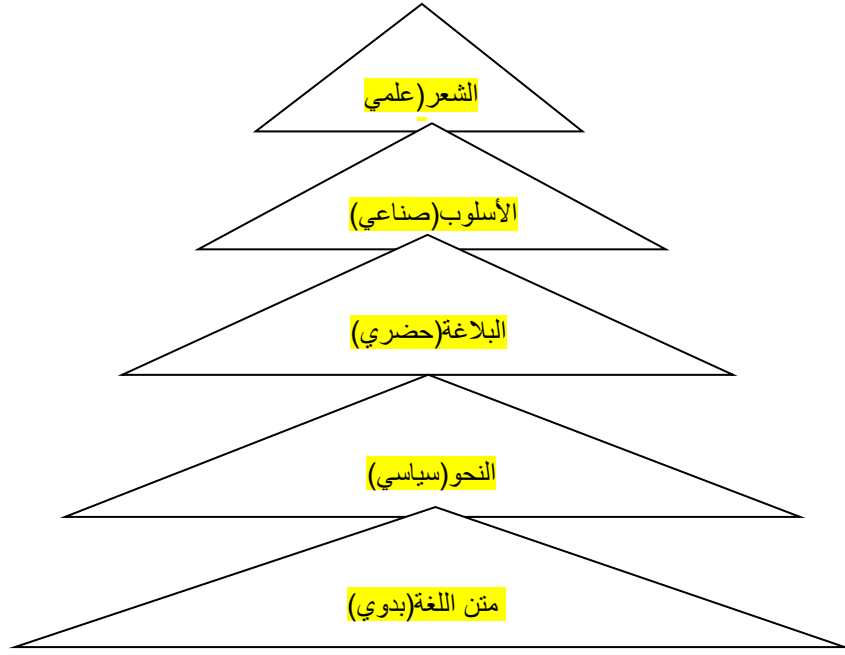 الشعر(علمي
الأسلوب(صناعي)
البلاغة(حضري)
النحو(سياسي)
متن اللغة(بدوي)